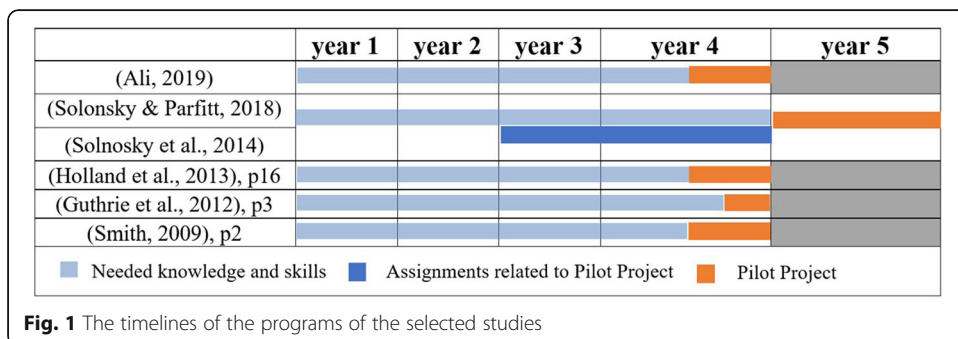 year 1 year 2 year 3 year 4 year 5
(Ali, 2019)
(Solonsky & Parfitt, 2018)
(Solnosky et al., 2014)
(Holland et al., 2013), p16
(Guthrie et al., 2012), p3
(Smith, 2009), p2
Needed knowledge and skills Assignments related to Pilot Project Pilot Project
Fig. 1 The timelines of the programs of the selected studies